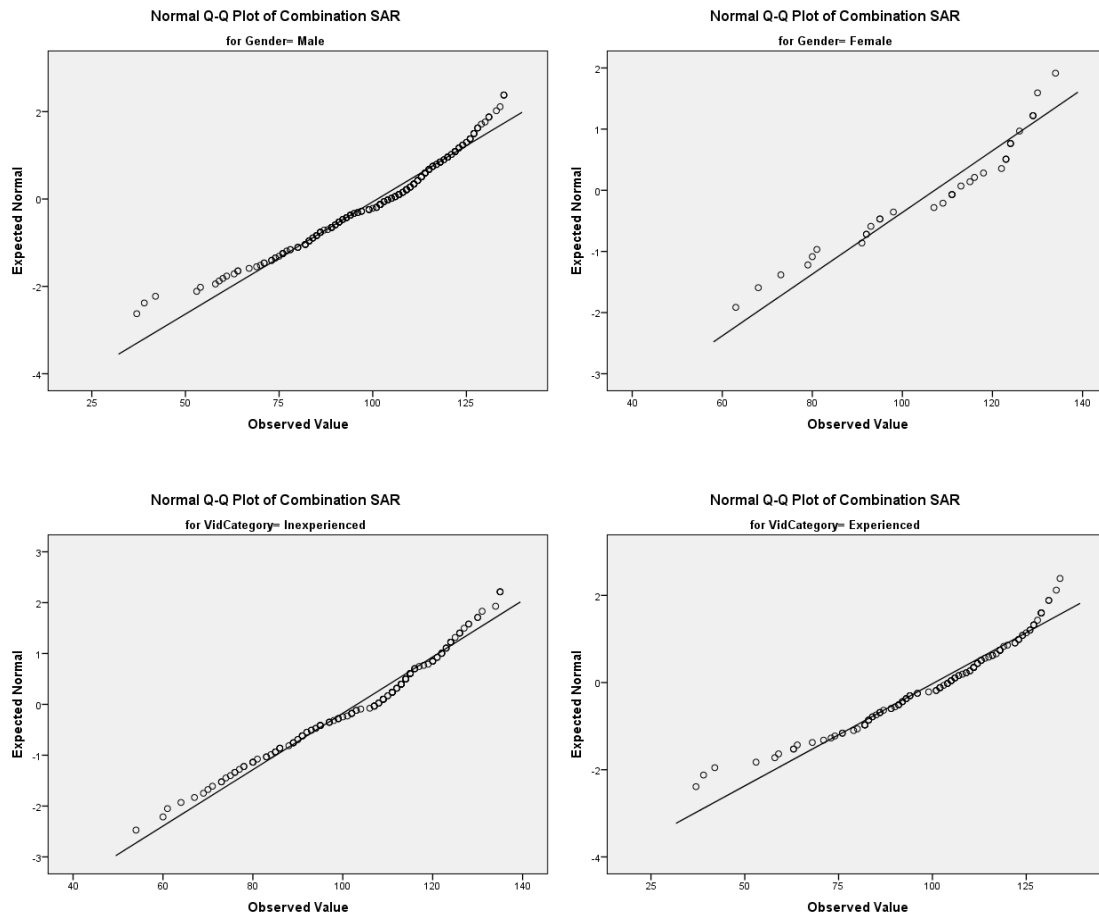 Normal Q-Q Plot of Combination SAR
for Gender= Male
Expected Normal
2
0
-2
-4
25
50
75
100
125
Observed Value
Normal Q-Q Plot of Combination SAR
for Gender= Female
Expected Normal
2
1
0
-1
-2
-3
40
60
80
100
120
140
Observed Value
Normal Q-Q Plot of Combination SAR
for VidCategory= Inexperienced
Expected Normal
3
2
1
0
-1
-2
-3
40
60
80
100
120
140
Observed Value
Normal Q-Q Plot of Combination SAR
for VidCategory= Experienced
Expected Normal
2
0
-2
-4
25
50
75
100
125
Observed Value